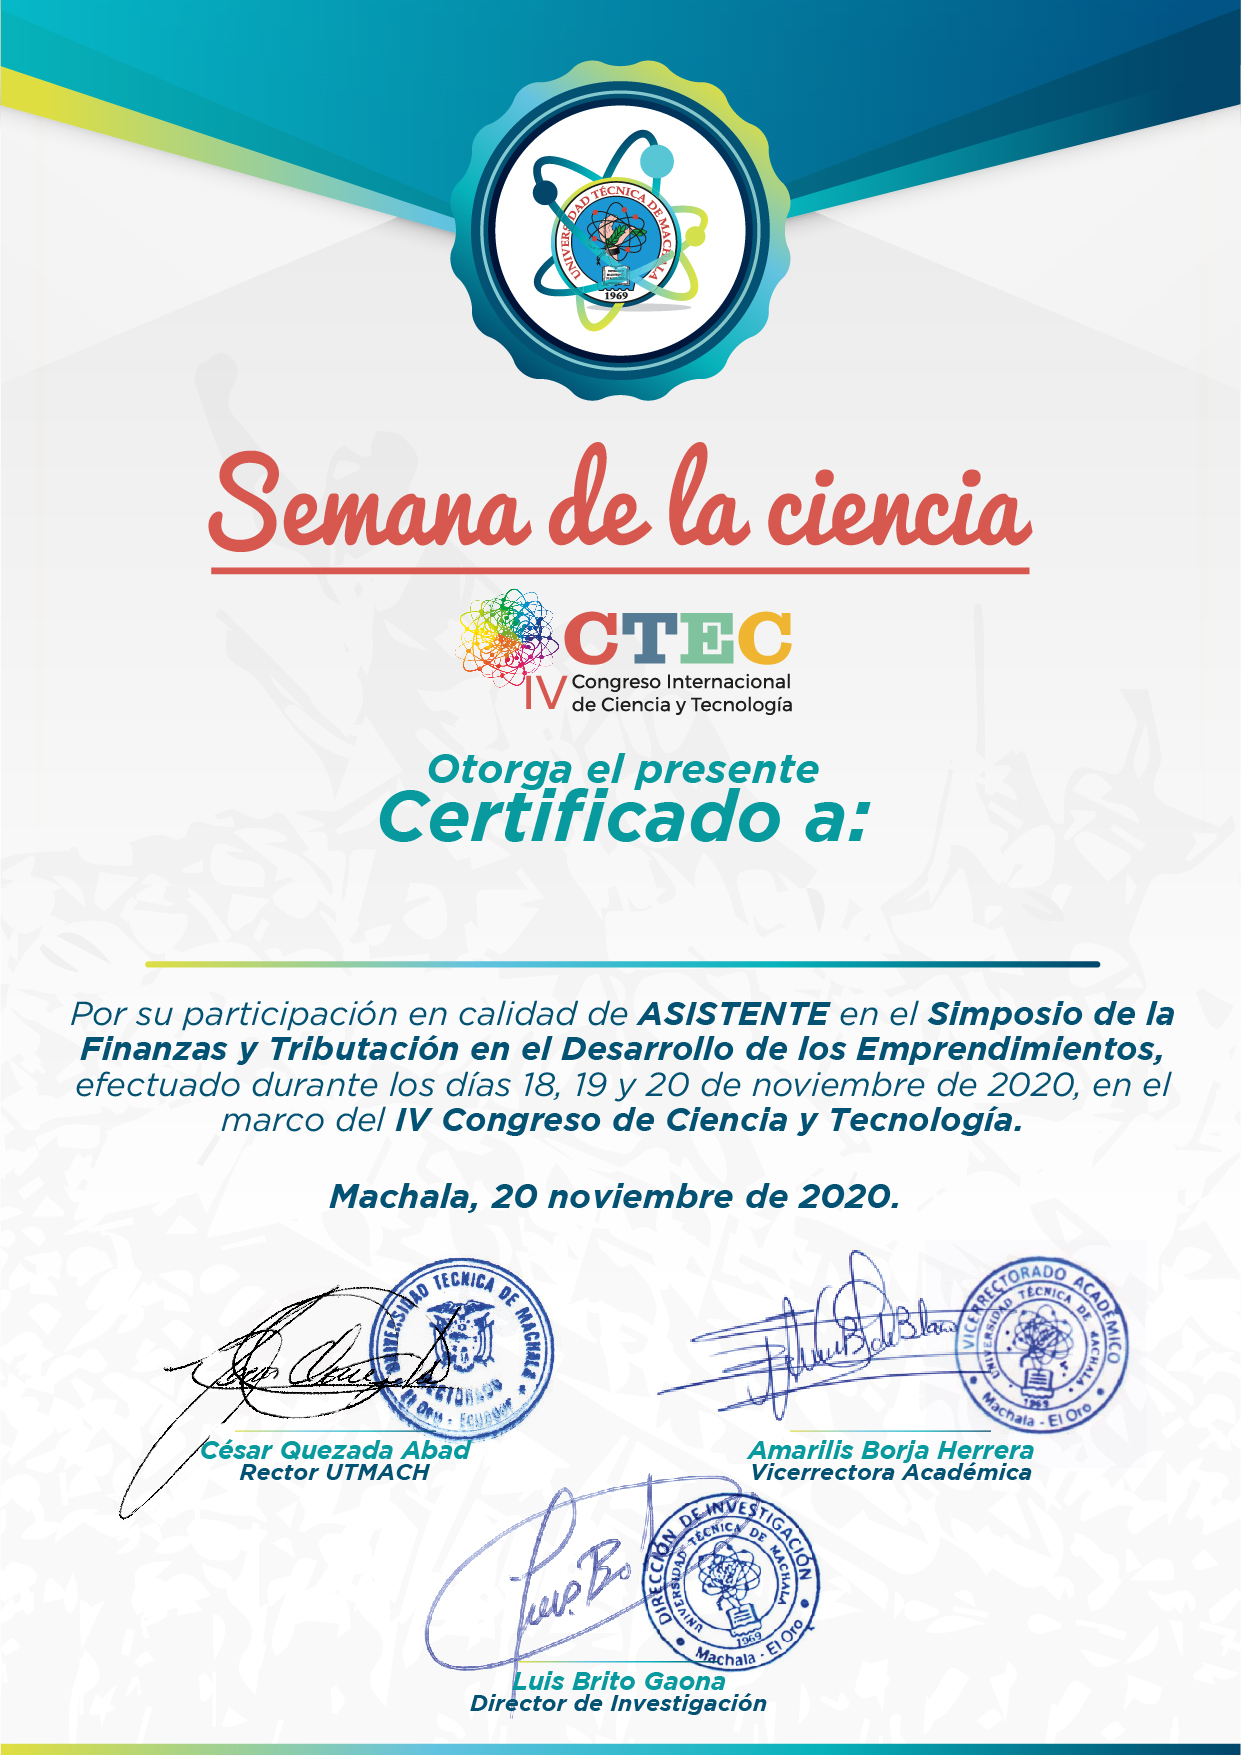 UNIVERSIDAD TÉCNICA DE MACHALA
1969
Semana de la ciencia
CTEC
IV Congreso Internacional
de Ciencia y Tecnología
Otorga el presente
Certificado a:
Por su participación en calidad de ASISTENTE en el Simposio de la
Finanzas y Tributación en el Desarrollo de los Emprendimientos,
efectuado durante los días 18, 19 y 20 de noviembre de 2020, en el
marco del IV Congreso de Ciencia y Tecnología.
Machala, 20 noviembre de 2020.
UNIVERSIDAD TECNICA DE MACHALA
RECTORADO
El Oro - Ecuador
VICERRECTORADO ACADÉMICO
UNIVERSIDAD TÉCNICA DE MACHALA
1969
Machala - El Oro
César Quezada Abad
Rector UTMACH
Amarilis Borja Herrera
Vicerrectora Académica
DIRECCIÓN DE INVESTIGACIÓN
UNIVERSIDAD TÉCNICA DE MACHALA
1969
Machala - El Oro
Luis Brito Gaona
Director de Investigación